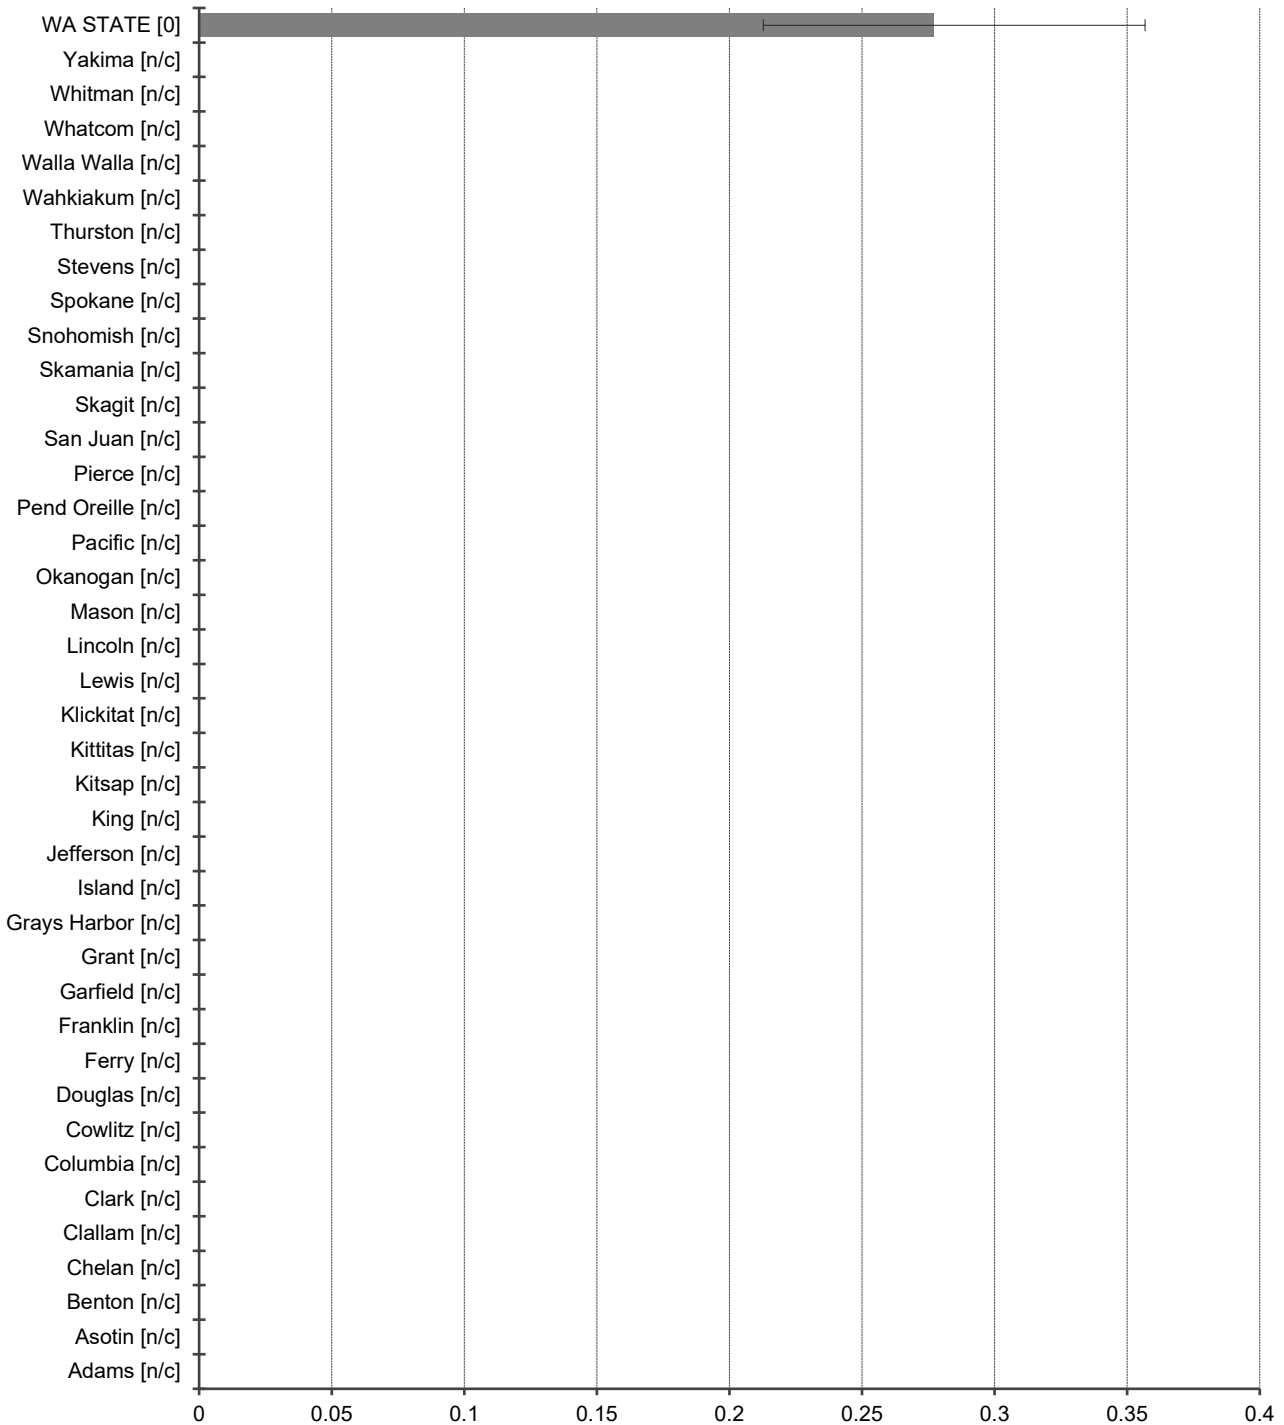 WA STATE [0]
Yakima [n/c]
Whitman [n/c]
Whatcom [n/c]
Walla Walla [n/c]
Wahkiakum [n/c]
Thurston [n/c]
Stevens [n/c]
Spokane [n/c]
Snohomish [n/c]
Skamania [n/c]
Skagit [n/c]
San Juan [n/c]
Pierce [n/c]
Pend Oreille [n/c]
Pacific [n/c]
Okanogan [n/c]
Mason [n/c]
Lincoln [n/c]
Lewis [n/c]
Klickitat [n/c]
Kittitas [n/c]
Kitsap [n/c]
King [n/c]
Jefferson [n/c]
Island [n/c]
Grays Harbor [n/c]
Grant [n/c]
Garfield [n/c]
Franklin [n/c]
Ferry [n/c]
Douglas [n/c]
Cowlitz [n/c]
Columbia [n/c]
Clark [n/c]
Clallam [n/c]
Chelan [n/c]
Benton [n/c]
Asotin [n/c]
Adams [n/c]
0 0.05 0.1 0.15 0.2 0.25 0.3 0.35 0.4